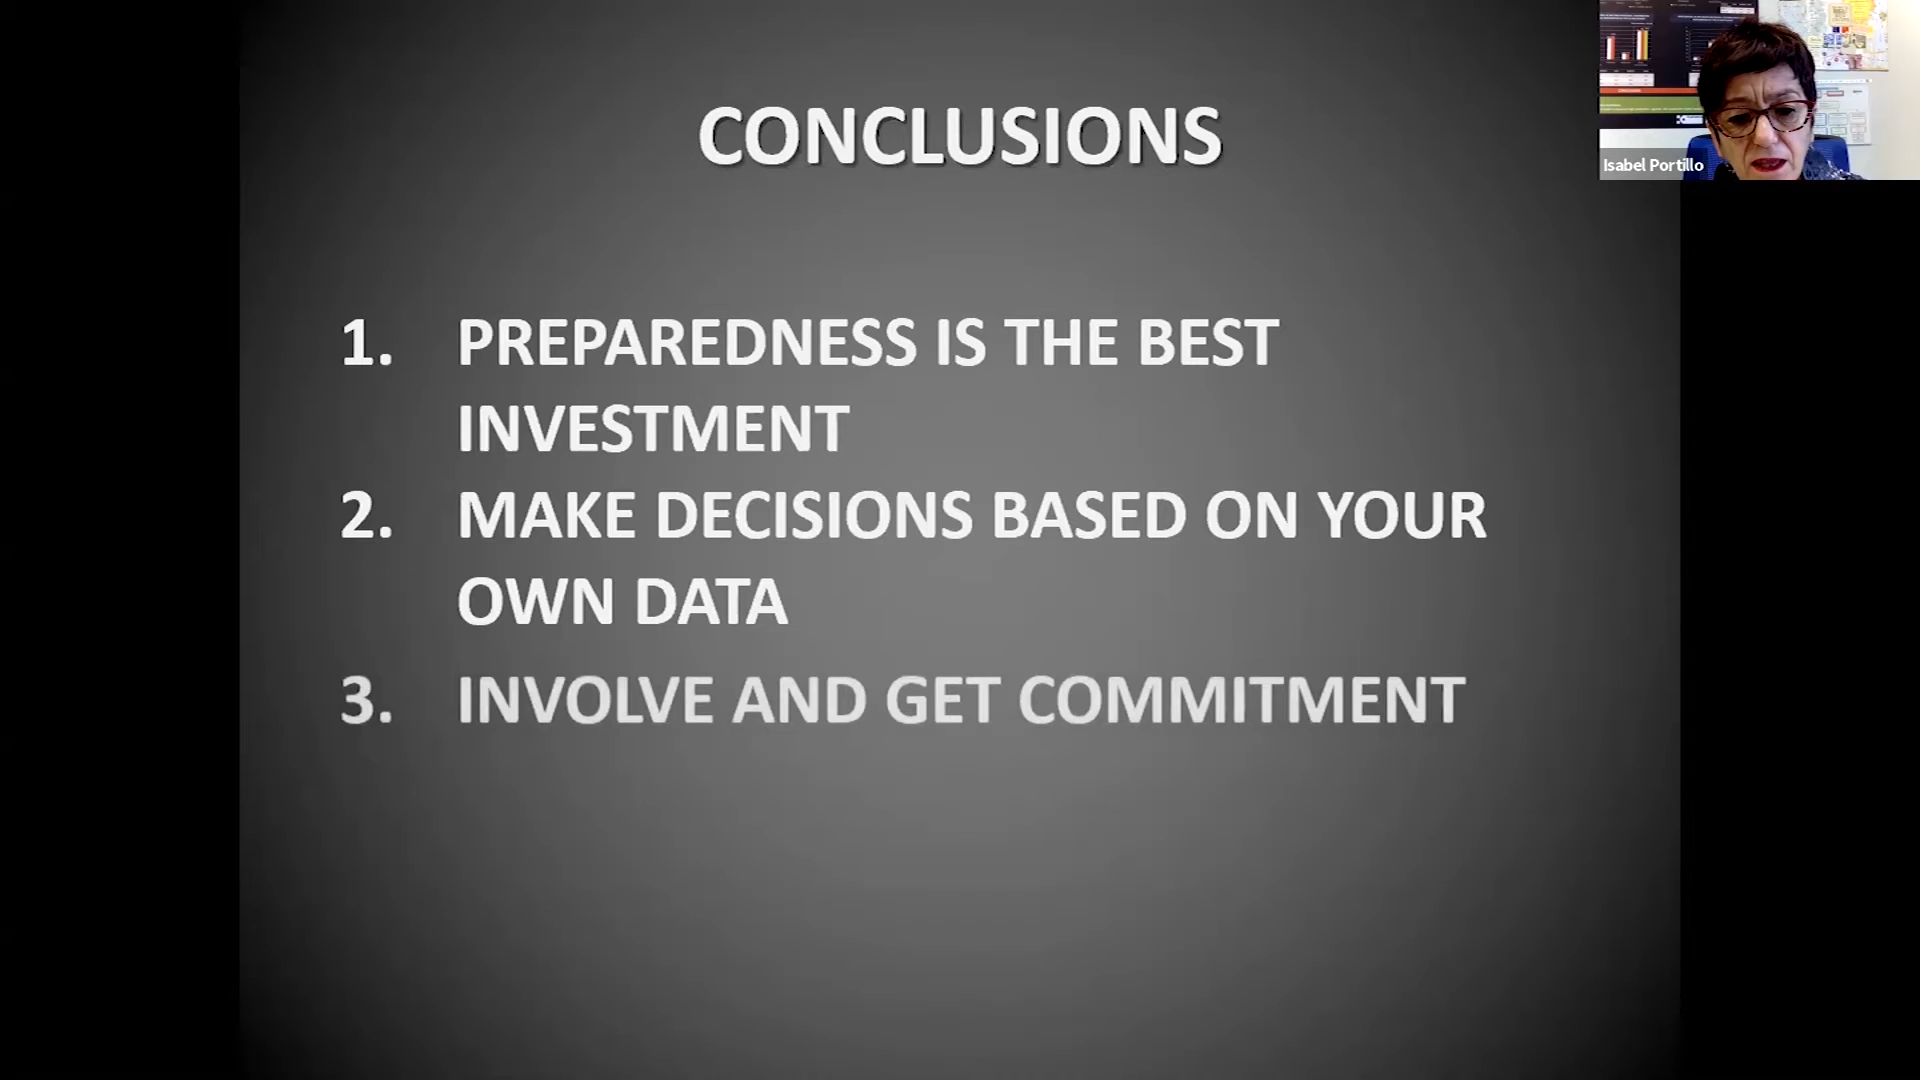 CONCLUSIONS
1. PREPAREDNESS IS THE BEST
INVESTMENT
2. MAKE DECISIONS BASED ON YOUR
OWN DATA
3. INVOLVE AND GET COMMITMENT
Isabel Portillo